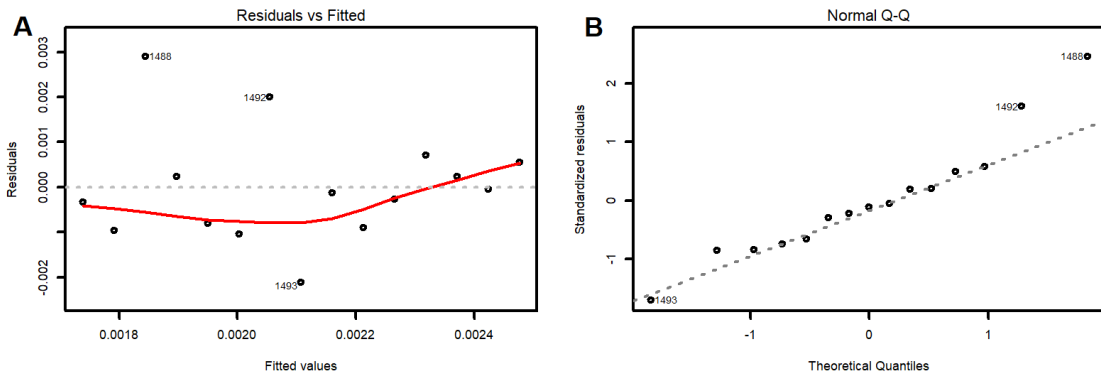 A
Residuals vs Fitted
Residuals
0.003
0.002
0.001
0.000
-0.002
1488
1492
1493
0.0018
0.0020
0.0022
0.0024
Fitted values
B
Normal Q-Q
Standardized residuals
2
1
0
-1
1488
1492
1493
-1
0
1
Theoretical Quantiles